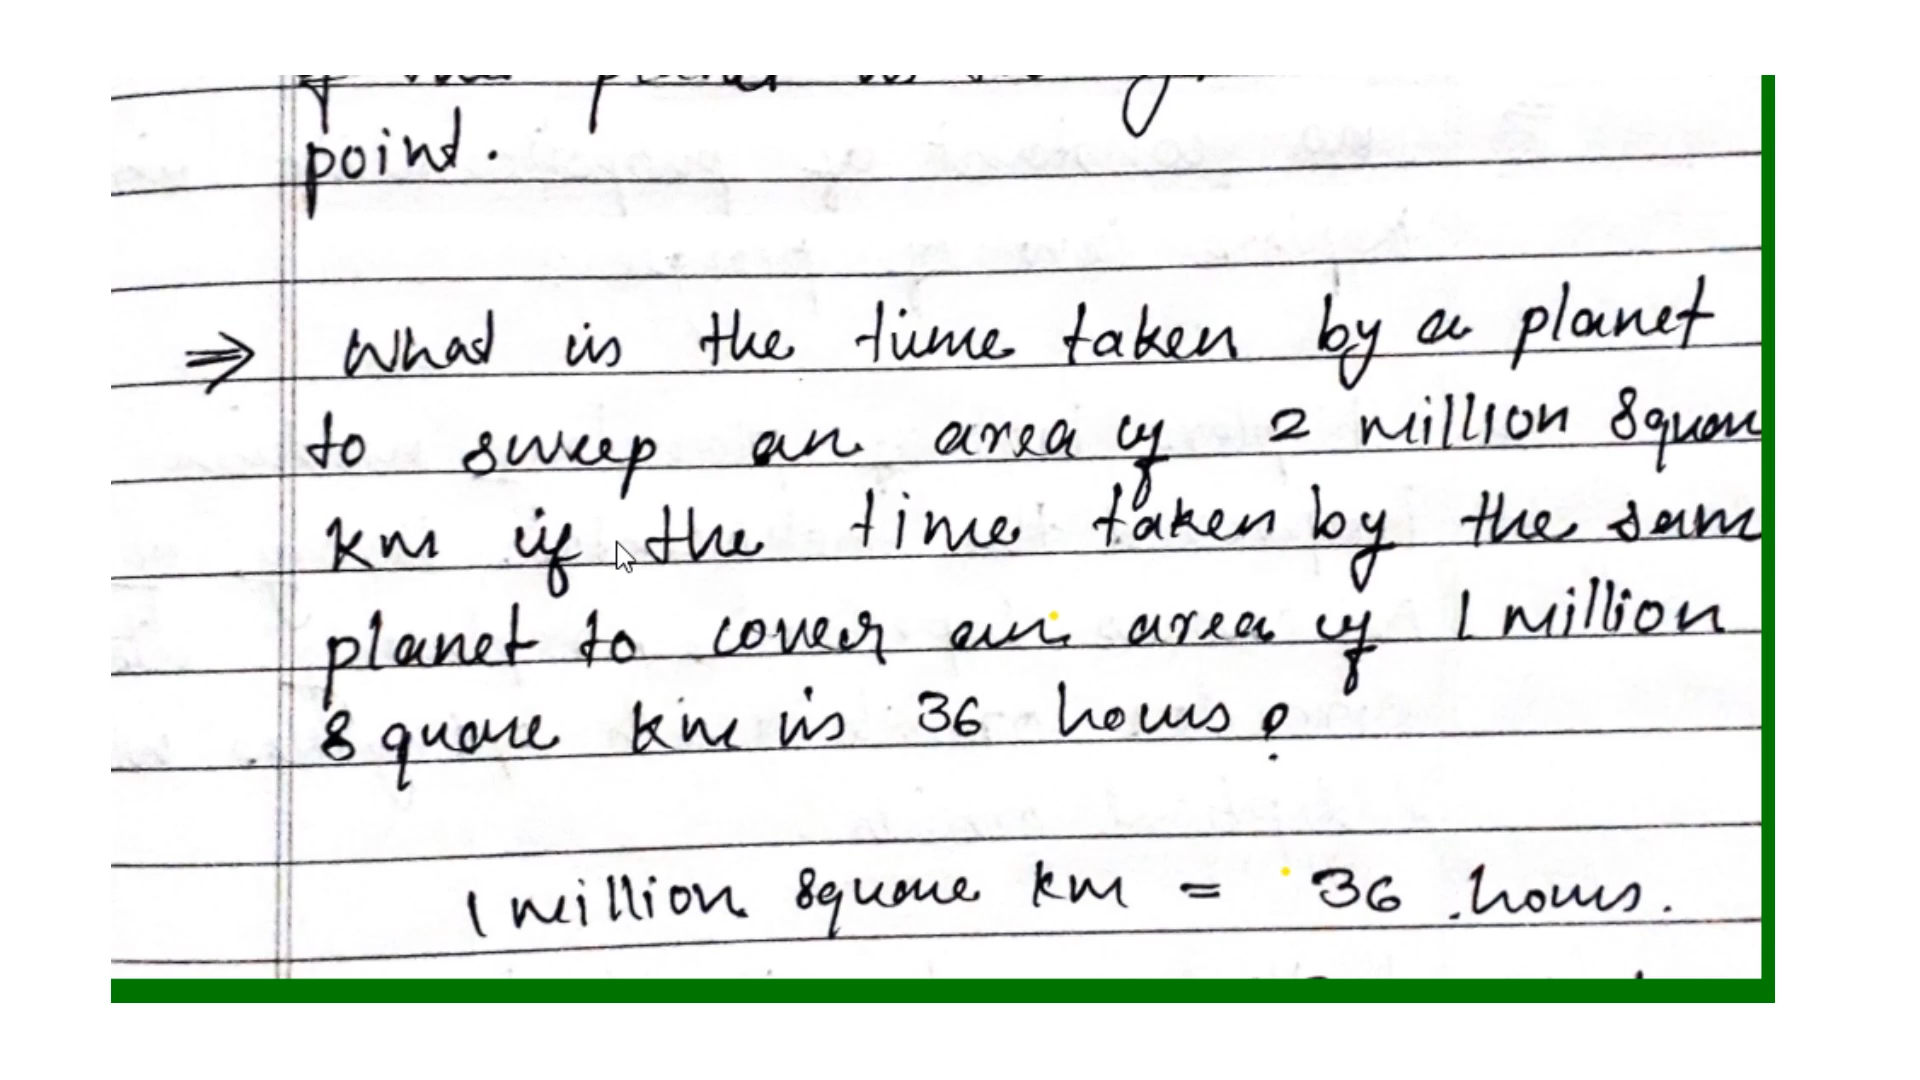 point.
⇒ What is the time taken by a planet
to sweep an area of 2 million squar
km if the time taken by the sam
planet to cover an area of 1 million
square km is 36 hours?
1 million square km = 36 hours.